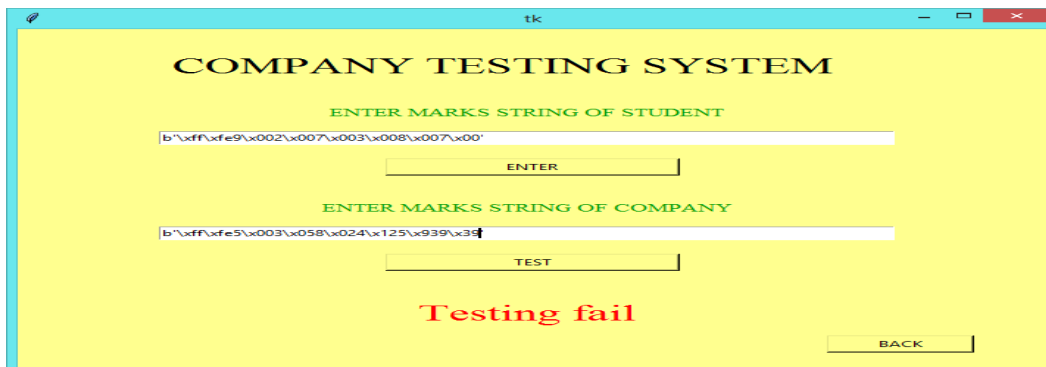 tk
COMPANY TESTING SYSTEM
ENTER MARKS STRING OF STUDENT
b'\xff\xfe9\x002\x007\x003\x008\x007\x00'
ENTER
ENTER MARKS STRING OF COMPANY
b'\xff\xfe5\x003\x058\x024\x125\x939\x39'
TEST
Testing fail
BACK